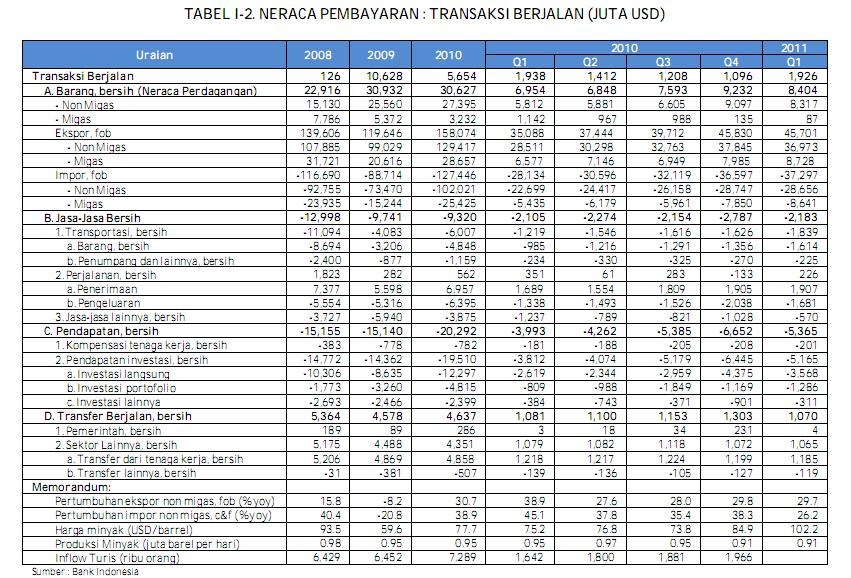 TABEL I-2. NERACA PEMBAYARAN : TRANSAKSI BERJALAN (JUTA USD)
Uraian 2008 2009 2010 2010 2011
Q1 Q2 Q3 Q4 Q1
Transaksi Berjalan 126 10,628 5,654 1,938 1,412 1,208 1,096 1,926
A. Barang, bersih (Neraca Perdagangan) 22,916 30,932 30,627 6,954 6,848 7,593 9,232 8,404
- Non Migas 15,130 25,560 27,395 5,812 5,881 6,605 9,097 8,317
- Migas 7,786 5,372 3,232 1,142 967 988 135 87
Ekspor, fob 139,606 119,646 158,074 35,088 37,444 39,712 45,830 45,701
- Non Migas 107,885 99,029 129,417 28,511 30,298 32,763 37,845 36,973
- Migas 31,721 20,616 28,657 6,577 7,146 6,949 7,985 8,728
Impor, fob -116,690 -88,714 -127,446 -28,134 -30,596 -32,119 -36,597 -37,297
- Non Migas -92,755 -73,470 -102,021 -22,699 -24,417 -26,158 -28,747 -28,656
- Migas -23,935 -15,244 -25,425 -5,435 -6,179 -5,961 -7,850 -8,641
B. Jasa-Jasa Bersih -12,998 -9,741 -9,320 -2,105 -2,274 -2,154 -2,787 -2,183
1. Transportasi, bersih -11,094 -4,083 -6,007 -1,219 -1,546 -1,616 -1,626 -1,839
a. Barang, bersih -8,694 -3,206 -4,848 -985 -1,216 -1,291 -1,356 -1,614
b. Penumpang dan lainnya, bersih -2,400 -877 -1,159 -234 -330 -325 -270 -225
2. Perjalanan, bersih 1,823 282 562 351 61 283 -133 226
a. Penerimaan 7,377 5,598 6,957 1,689 1,554 1,809 1,905 1,907
b. Pengeluaran -5,554 -5,316 -6,395 -1,338 -1,493 -1,526 -2,038 -1,681
3. Jasa-jasa lainnya, bersih -3,727 -5,940 -3,875 -1,237 -789 -821 -1,028 -570
C. Pendapatan, bersih -15,155 -15,140 -20,292 -3,993 -4,262 -5,385 -6,652 -5,365
1. Kompensasi tenaga kerja, bersih -383 -778 -782 -181 -188 -205 -208 -201
2. Pendapatan investasi, bersih -14,772 -14,362 -19,510 -3,812 -4,074 -5,179 -6,445 -5,165
a. Investasi langsung -10,306 -8,635 -12,297 -2,619 -2,344 -2,959 -4,375 -3,568
b. Investasi portofolio -1,773 -3,260 -4,815 -809 -988 -1,849 -1,169 -1,286
c. Investasi lainnya -2,693 -2,466 -2,399 -384 -743 -371 -901 -311
D. Transfer Berjalan, bersih 5,364 4,578 4,637 1,081 1,100 1,153 1,303 1,070
1. Pemerintah, bersih 189 89 286 3 18 34 231 4
2. Sektor Lainnya, bersih 5,175 4,488 4,351 1,079 1,082 1,118 1,072 1,065
a. Transfer dari tenaga kerja, bersih 5,206 4,869 4,858 1,218 1,217 1,224 1,199 1,185
b. Transfer lainnya, bersih -31 -381 -507 -139 -136 -105 -127 -119
Memorandum:
Pertumbuhan ekspor non migas, fob (%yoy) 15.8 -8.2 30.7 38.9 27.6 28.0 29.8 29.7
Pertumbuhan impor non migas, c&f (%yoy) 40.4 -20.8 38.9 45.1 37.8 35.4 38.3 26.2
Harga minyak (USD/barrel) 93.5 59.6 77.7 75.2 76.8 73.8 84.9 102.2
Produksi Minyak (juta barel per hari) 0.98 0.95 0.95 0.95 0.97 0.95 0.91 0.91
Inflow Turis (ribu orang) 6,429 6,452 7,289 1,642 1,800 1,881 1,966
Sumber : Bank Indonesia